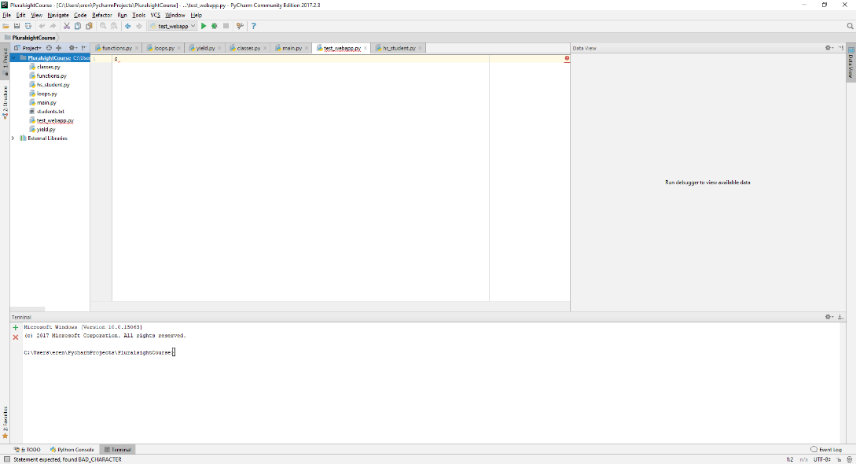 PluralsightCourse - [C:\Users\eren\PycharmProjects\PluralsightCourse] - ...\test_webapp.py - PyCharm Community Edition 2017.2.3
File Edit View Navigate Code Refactor Run Tools VCS Window Help
test_webapp
PluralsightCourse
Project
functions.py
loops.py
yield.py
classes.py
main.py
test_webapp.py
hs_student.py
Data View
PluralsightCourse C:\User
classes.py
functions.py
hs_student.py
loops.py
main.py
students.txt
test_webapp.py
yield.py
External Libraries
1: Project
2: Structure
Data View
Run debugger to view available data
Terminal
Microsoft Windows [Version 10.0.15063]
(c) 2017 Microsoft Corporation. All rights reserved.
C:\Users\eren\PycharmProjects\PluralsightCourse>
2: Favorites
6: TODO
Python Console
Terminal
Event Log
Statement expected, found BAD_CHARACTER
n/a
UTF-8